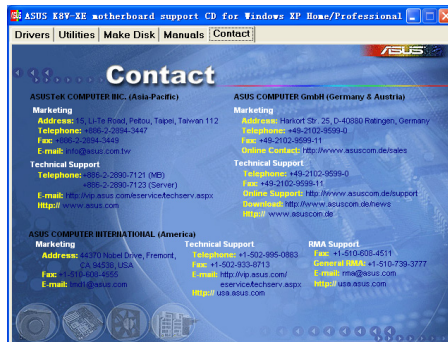 ASUS K8V-XE motherboard support CD for Windows XP Home/Professional
Drivers Utilities Make Disk Manuals Contact
ASUS
Contact
ASUSTeK COMPUTER INC. (Asia-Pacific)
Marketing
Address: 15, Li-Te Road, Peitou, Taipei, Taiwan 112
Telephone: +886-2-2894-3447
Fax: +886-2-2894-3449
E-mail: info@asus.com.tw
Technical Support
Telephone: +886-2-2890-7121 (MB)
+886-2-2890-7123 (Server)
E-mail: http://vip.asus.com/eservice/techserv.aspx
Http:// www.asus.com
ASUS COMPUTER GmbH (Germany & Austria)
Marketing
Address: Harkort Str. 25, D-40880 Ratingen, Germany
Telephone: +49-2102-9599-0
Fax: +49-2102-9599-11
Online Contact: http://www.asuscom.de/sales
Technical Support
Telephone: +49-2102-9599-0
Fax: +49-2102-9599-11
Online Support: http://www.asuscom.de/support
Download: http://www.asuscom.de/news
Http:// www.asuscom.de
ASUS COMPUTER INTERNATIONAL (America)
Marketing
Address: 44370 Nobel Drive, Fremont,
CA 94538, USA
Fax: +1-510-608-4555
E-mail: tmd1@asus.com
Technical Support
Telephone: +1-502-995-0883
Fax: +1-502-933-8713
E-mail: http://vip.asus.com/
eservice/techserv.aspx
Http:// usa.asus.com
RMA Support
Fax: +1-510-608-4511
General RMA: +1-510-739-3777
E-mail: rma@asus.com
http:// usa.asus.com